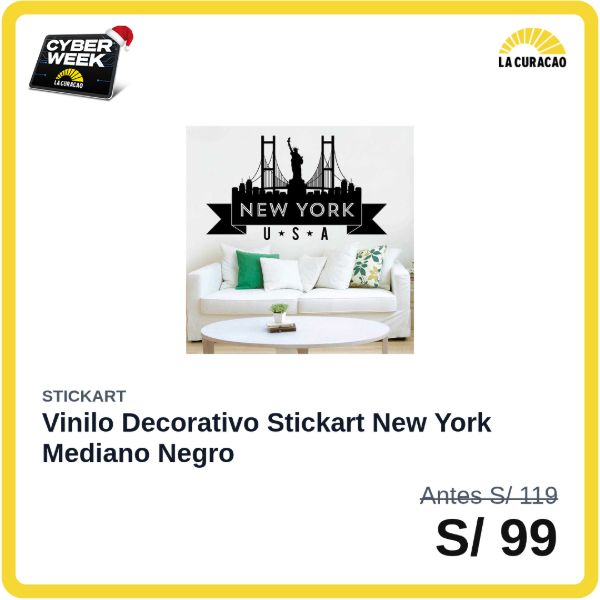 CYBER
WEEK
LA CURACAO
LA CURACAO
NEW YORK
U ★ S ★ A
STICKART
Vinilo Decorativo Stickart New York
Mediano Negro
Antes S/ 119
S/ 99